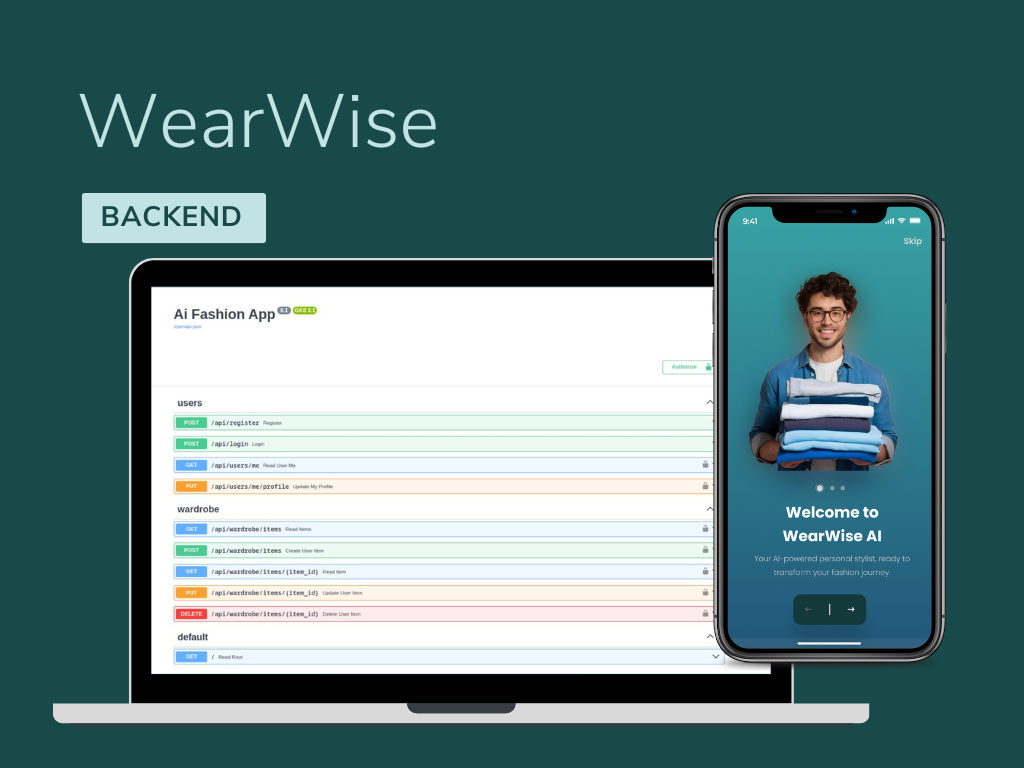 WearWise
BACKEND
Ai Fashion App 0.1 OAS 3.1
/openapi.json
Authorize
users
POST /api/register Register
POST /api/login Login
GET /api/users/me Read User Me
PUT /api/users/me/profile Update My Profile
wardrobe
GET /api/wardrobe/items Read Items
POST /api/wardrobe/items Create User Item
GET /api/wardrobe/items/{item_id} Read Item
PUT /api/wardrobe/items/{item_id} Update User Item
DELETE /api/wardrobe/items/{item_id} Delete User Item
default
GET / Read Root
9:41
Skip
Welcome to
WearWise AI
Your AI-powered personal stylist, ready to
transform your fashion journey.